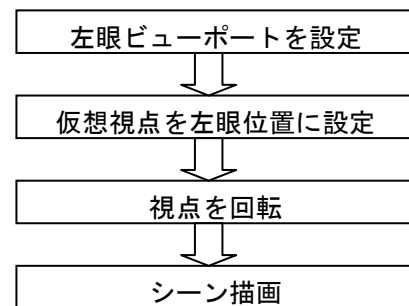 左眼ビューポートを設定
仮想視点を左眼位置に設定
視点を回転
シーン描画